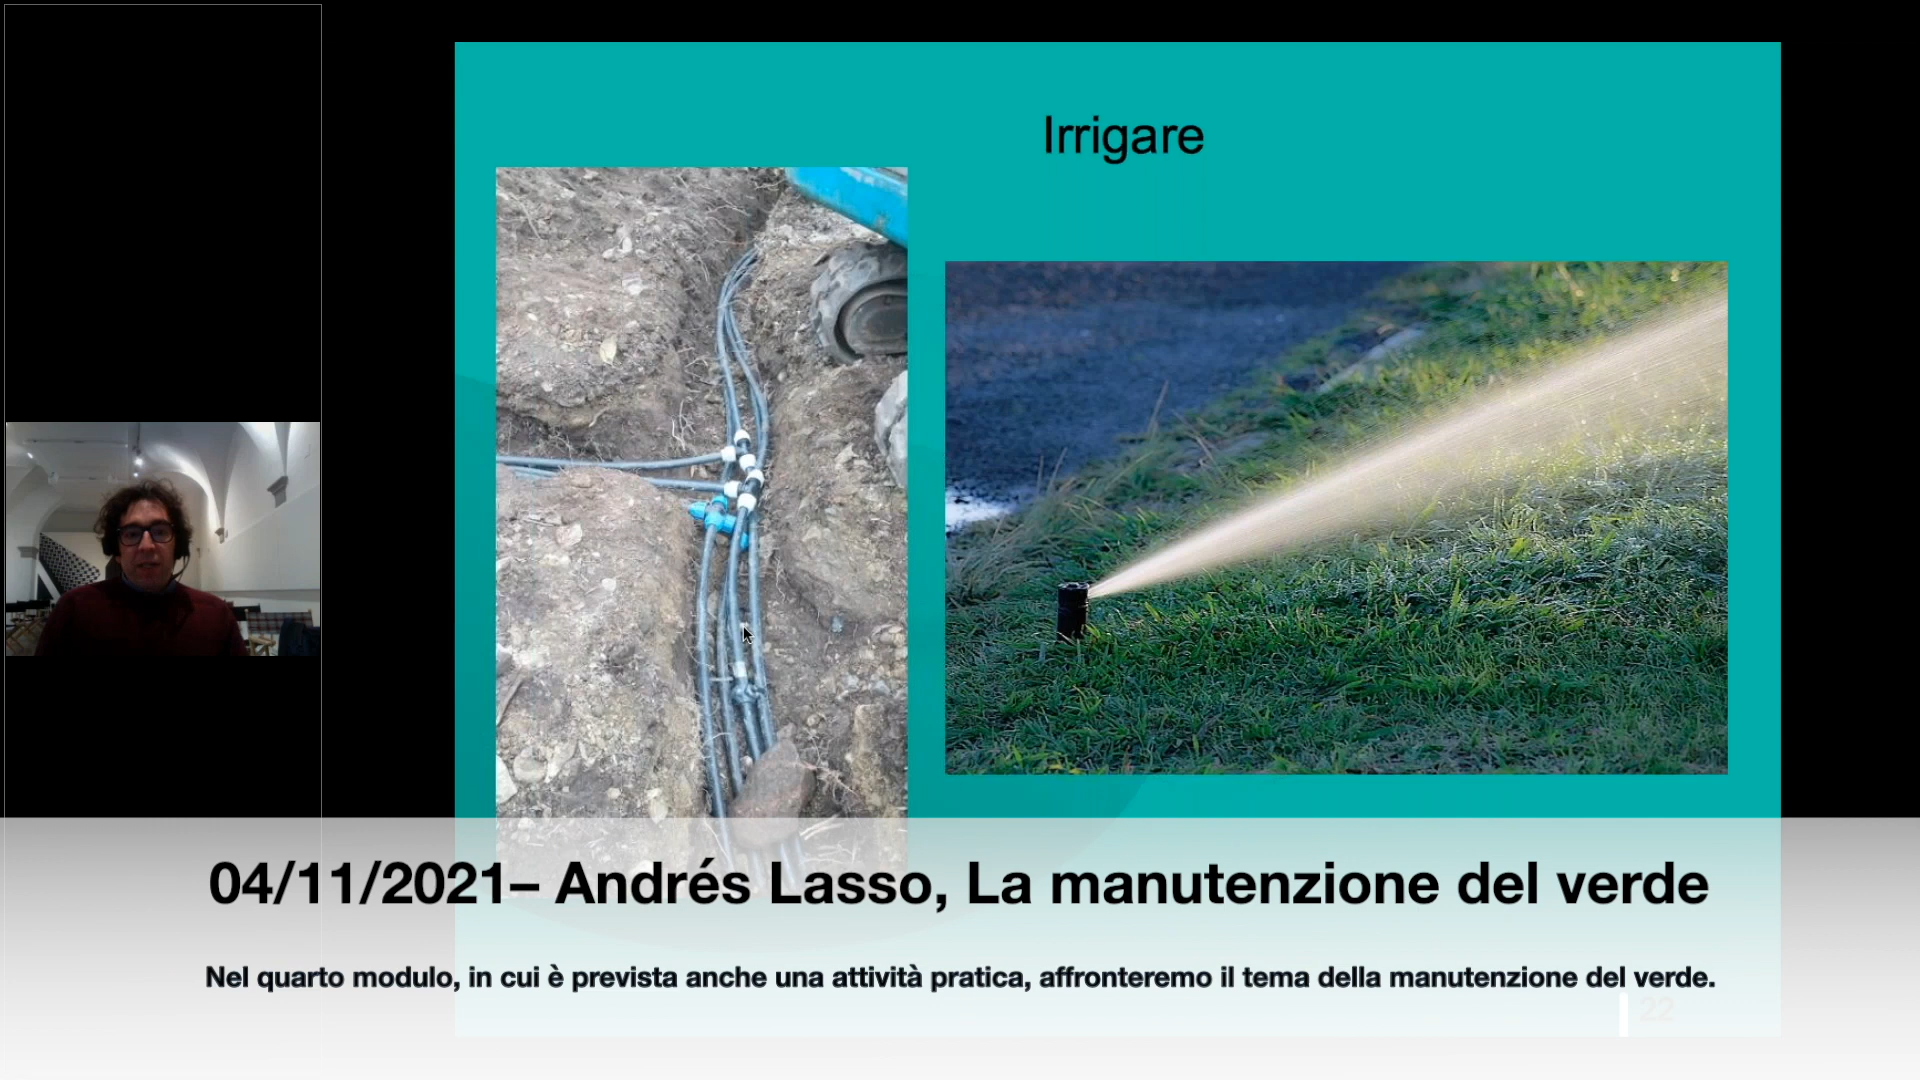 Irrigare
04/11/2021– Andrés Lasso, La manutenzione del verde
Nel quarto modulo, in cui è prevista anche una attività pratica, affronteremo il tema della manutenzione del verde.
22